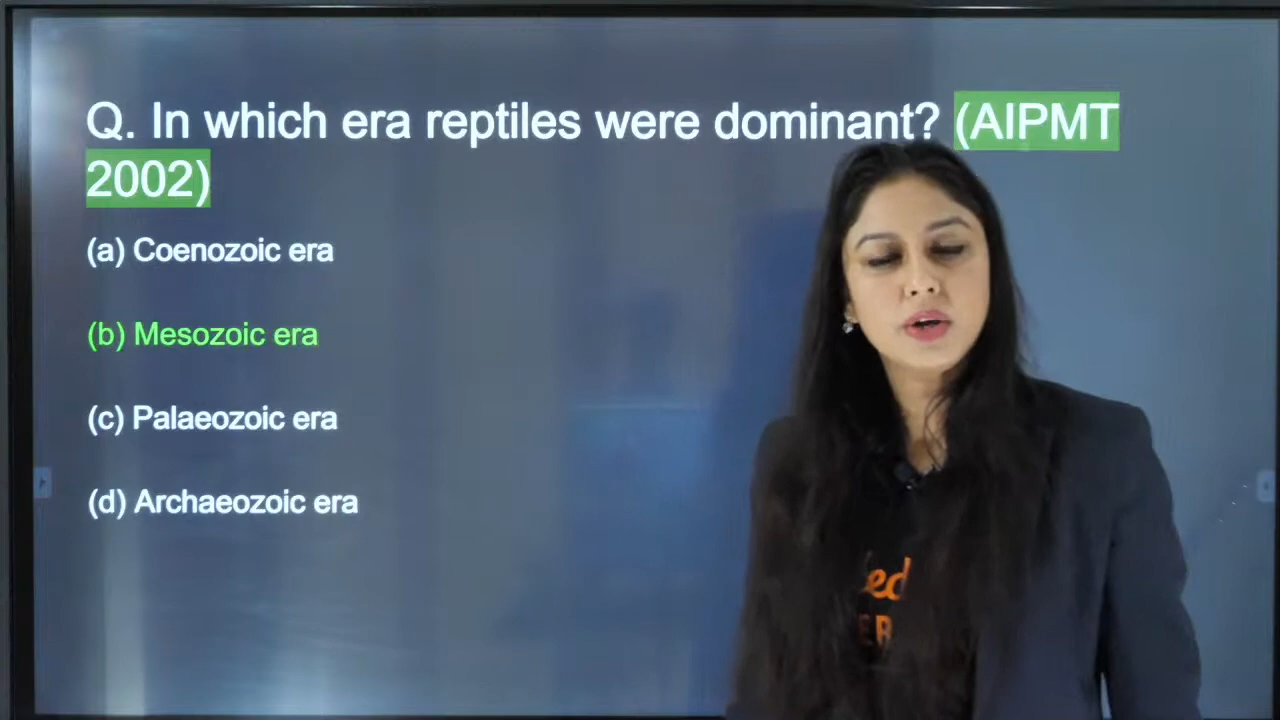 Q. In which era reptiles were dominant? (AIPMT
2002)
(a) Coenozoic era
(b) Mesozoic era
(c) Palaeozoic era
(d) Archaeozoic era